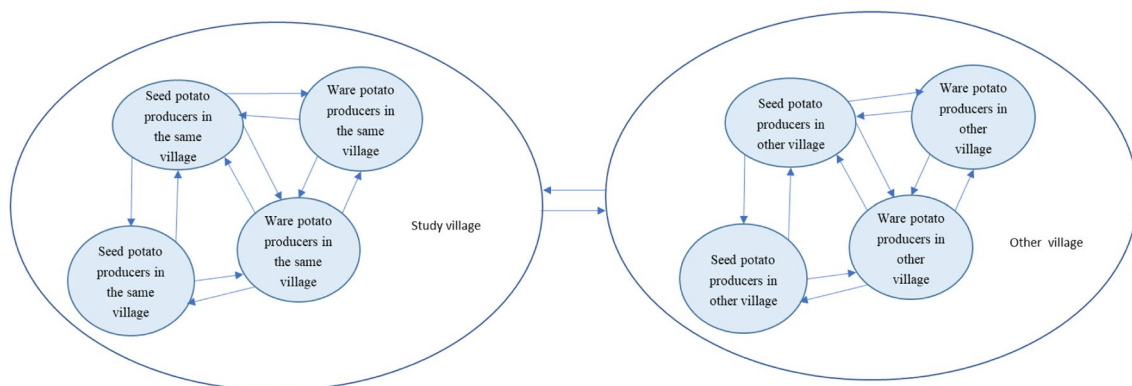 Seed potato
producers in
the same
village
Ware potato
producers in
the same
village
Seed potato
producers in
the same
village
Ware potato
producers in
the same
village
Study village
Seed potato
producers in
other village
Ware potato
producers in
other
village
Seed potato
producers in
other village
Ware potato
producers in
other
village
Other village